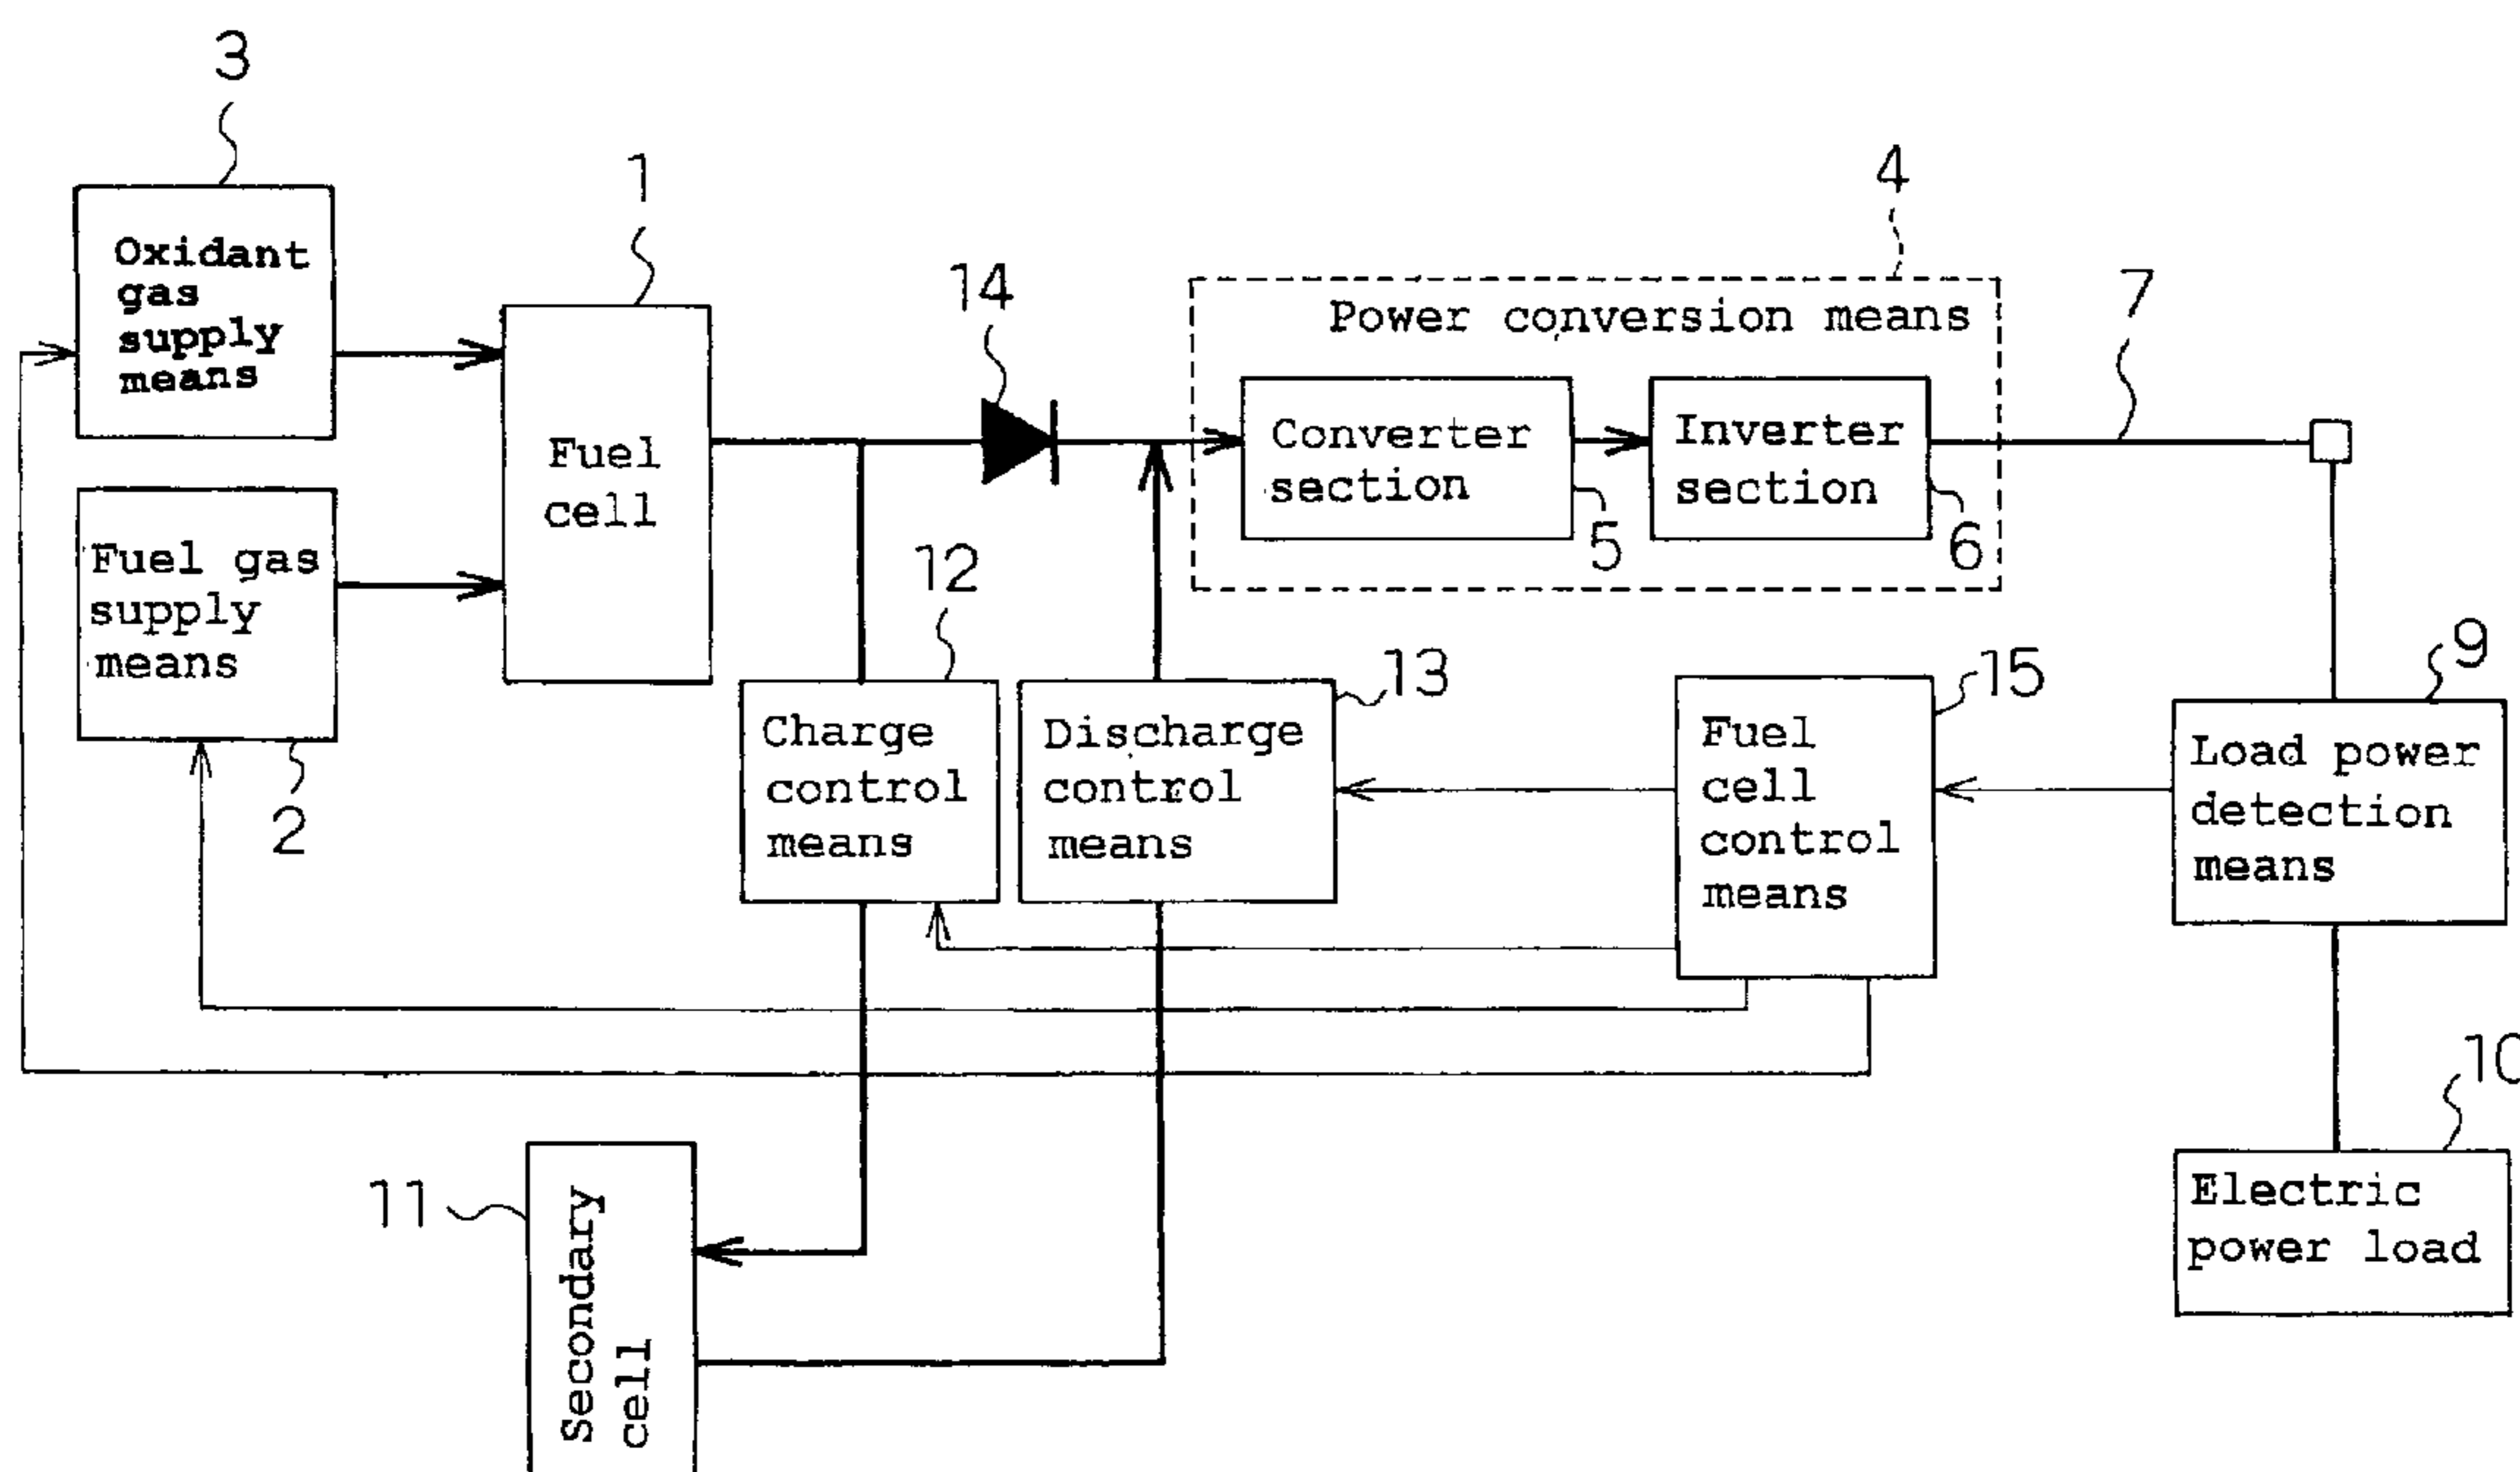 3
1
4
14
7
Oxidant
gas
supply
means
Power conversion means
Fuel
cell
Converter
section
Inverter
section
5
6
Fuel gas
supply
means
12
13
15
9
2
Charge
control
means
Discharge
control
means
Fuel
cell
control
means
Load power
detection
means
10
11
Secondary
cell
Electric
power load